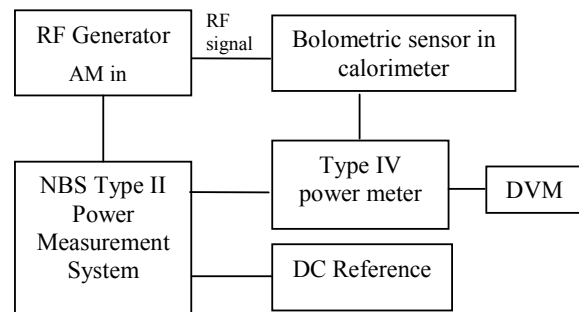 RF Generator
AM in
RF
signal
Bolometric sensor in
calorimeter
NBS Type II
Power
Measurement
System
Type IV
power meter
DVM
DC Reference